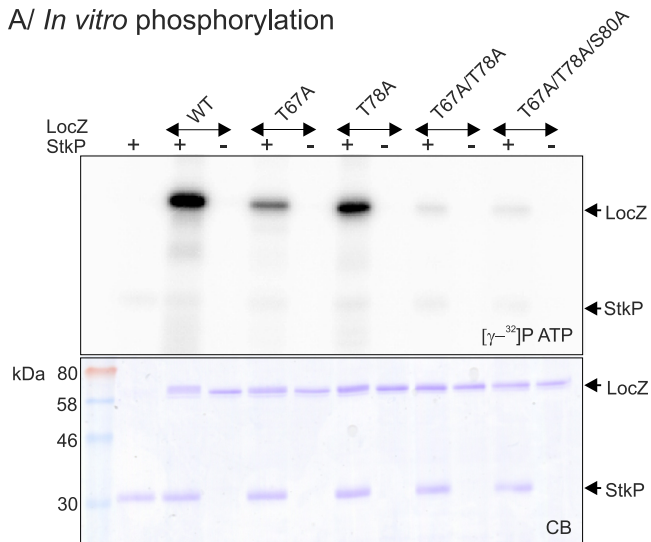 A/ In vitro phosphorylation
WT T67A T78A T67A/T78A T67A/T78A/S80A
LocZ
StkP + + - + - + - + - + -
LocZ
StkP
[γ–³²]P ATP
kDa
80
58
46
30
LocZ
StkP
CB